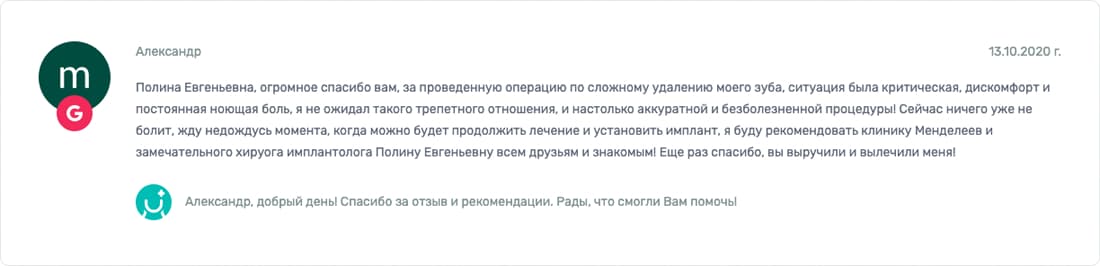 Александр
13.10.2020 г.
m
G
Полина Евгеньевна, огромное спасибо вам, за проведенную операцию по сложному удалению моего зуба, ситуация была критическая, дискомфорт и
постоянная ноющая боль, я не ожидал такого трепетного отношения, и настолько аккуратной и безболезненной процедуры! Сейчас ничего уже не
болит, жду недождусь момента, когда можно будет продолжить лечение и установить имплант, я буду рекомендовать клинику Менделеев и
замечательного хируога имплантолога Полину Евгеньевну всем друзьям и знакомым! Еще раз спасибо, вы выручили и вылечили меня!
Александр, добрый день! Спасибо за отзыв и рекомендации. Рады, что смогли Вам помочь!